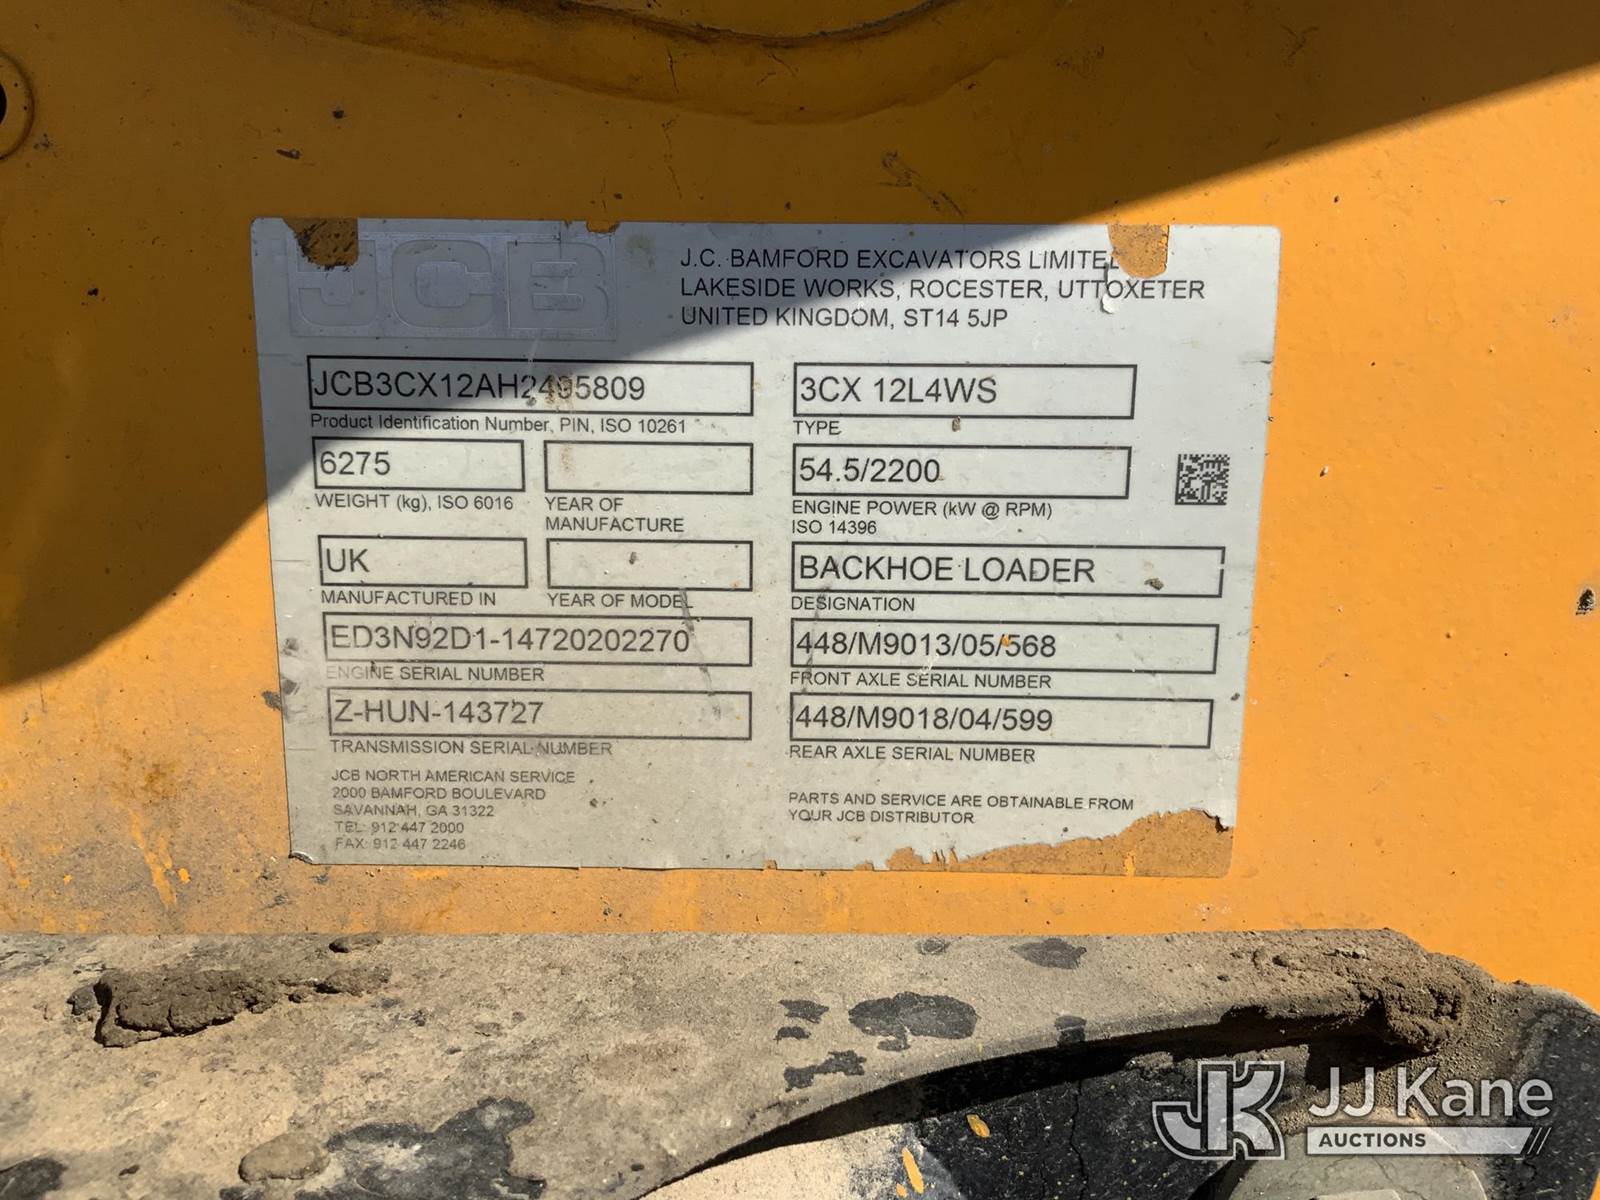 JCB
J.C. BAMFORD EXCAVATORS LIMITED
LAKESIDE WORKS, ROCESTER, UTTOXETER
UNITED KINGDOM, ST14 5JP
JCB3CX12AH2495809
Product Identification Number, PIN, ISO 10261
3CX 12L4WS
TYPE
6275
WEIGHT (kg), ISO 6016
YEAR OF
MANUFACTURE
54.5/2200
ENGINE POWER (kW @ RPM)
ISO 14396
UK
MANUFACTURED IN
YEAR OF MODEL
BACKHOE LOADER
DESIGNATION
ED3N92D1-14720202270
ENGINE SERIAL NUMBER
448/M9013/05/568
FRONT AXLE SERIAL NUMBER
Z-HUN-143727
TRANSMISSION SERIAL NUMBER
448/M9018/04/599
REAR AXLE SERIAL NUMBER
JCB NORTH AMERICAN SERVICE
2000 BAMFORD BOULEVARD
SAVANNAH, GA 31322
TEL: 912 447 2000
FAX: 912 447 2246
PARTS AND SERVICE ARE OBTAINABLE FROM
YOUR JCB DISTRIBUTOR
JK
JJ Kane
AUCTIONS